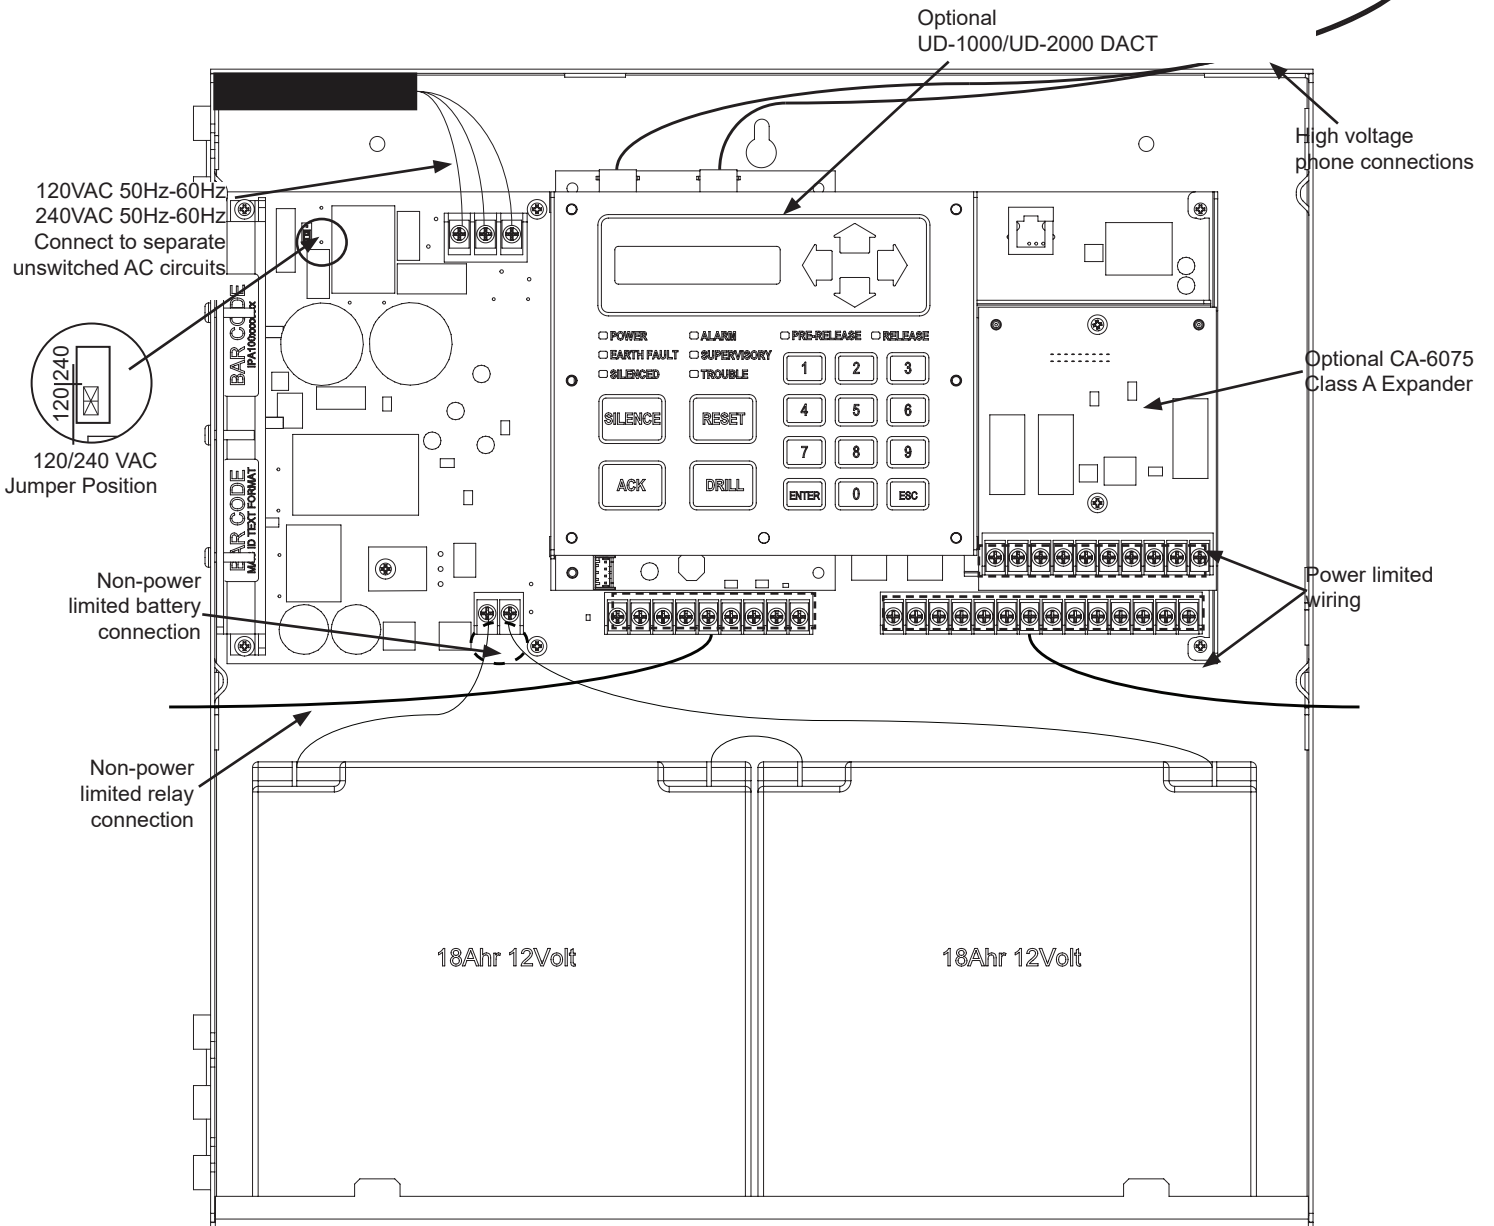 Optional
UD-1000/UD-2000 DACT
High voltage
phone connections
120VAC 50Hz-60Hz
240VAC 50Hz-60Hz
Connect to separate
unswitched AC circuits
120|240
120/240 VAC
Jumper Position
BAR CODE
BAR CODE
POWER
ALARM
PRE-RELEASE
RELEASE
EARTH FAULT
SUPERVISORY
SILENCED
TROUBLE
1 2 3
SILENCE
RESET
4 5 6
7 8 9
ACK
DRILL
ENTER 0 ESC
Optional CA-6075
Class A Expander
Non-power
limited battery
connection
Power limited
wiring
Non-power
limited relay
connection
18Ahr 12Volt
18Ahr 12Volt